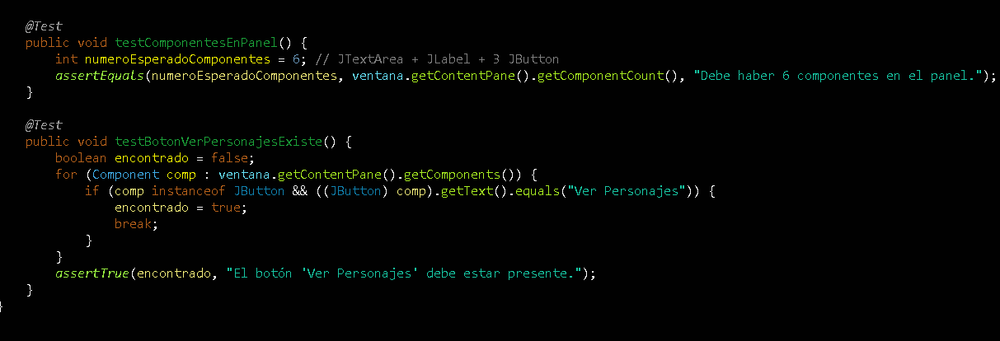 @Test
public void testComponentesEnPanel() {
    int numeroEsperadoComponentes = 6; // JTextArea + JLabel + 3 JButton
    assertEquals(numeroEsperadoComponentes, ventana.getContentPane().getComponentCount(), "Debe haber 6 componentes en el panel.");
}
@Test
public void testBotonVerPersonajesExiste() {
    boolean encontrado = false;
    for (Component comp : ventana.getContentPane().getComponents()) {
        if (comp instanceof JButton && ((JButton) comp).getText().equals("Ver Personajes")) {
            encontrado = true;
            break;
        }
    }
    assertTrue(encontrado, "El botón 'Ver Personajes' debe estar presente.");
}
}